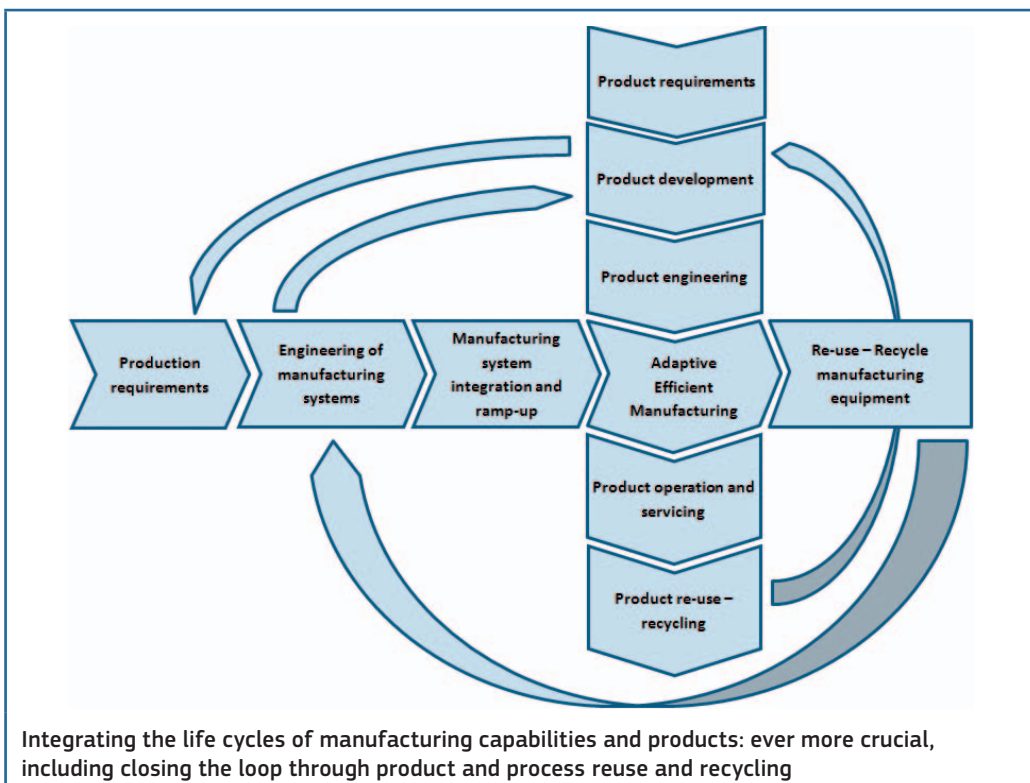 Product requirements
Product development
Product engineering
Production
requirements
Engineering of
manufacturing
systems
Manufacturing
system
integration and
ramp-up
Adaptive
Efficient
Manufacturing
Re-use – Recycle
manufacturing
equipment
Product operation and
servicing
Product re-use –
recycling
Integrating the life cycles of manufacturing capabilities and products: ever more crucial,
including closing the loop through product and process reuse and recycling